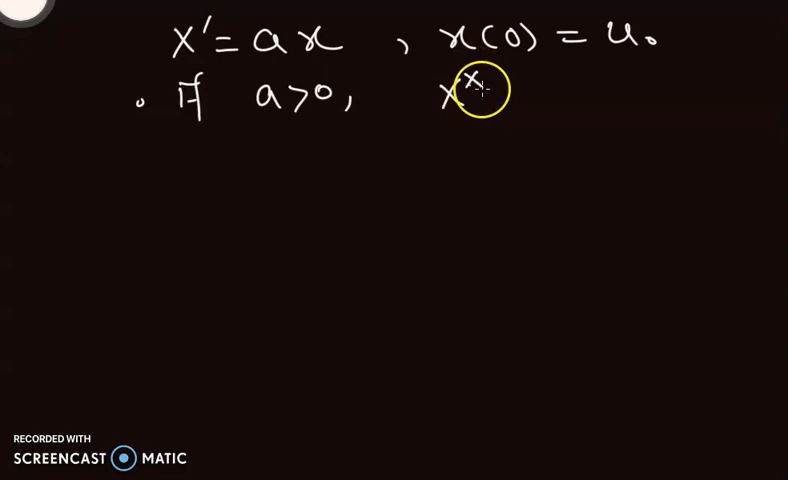 x' = ax , x(0) = u₀
• If a>0, x*
RECORDED WITH
SCREENCAST MATIC